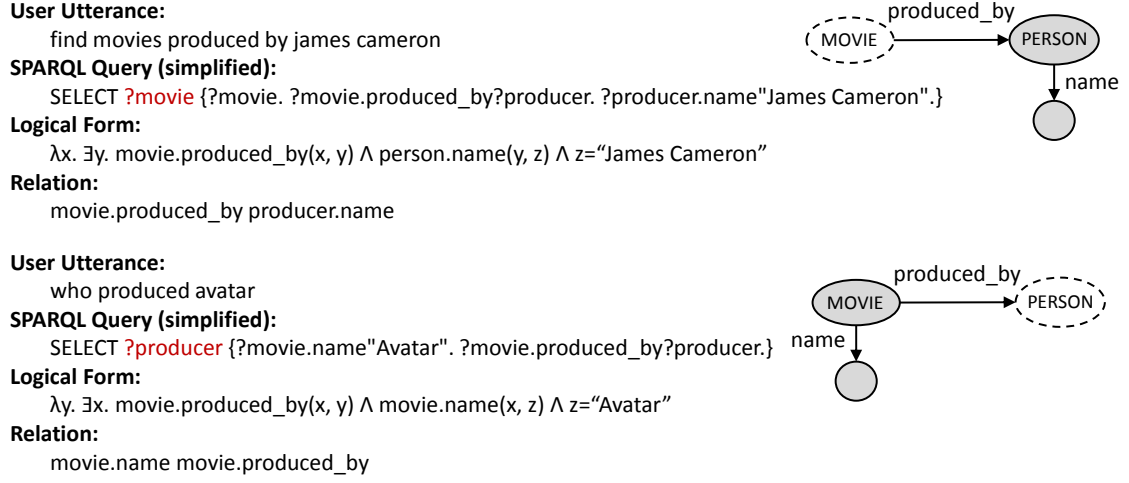 User Utterance:
find movies produced by james cameron
SPARQL Query (simplified):
SELECT ?movie {?movie. ?movie.produced_by?producer. ?producer.name"James Cameron".}
Logical Form:
λx. ∃y. movie.produced_by(x, y) Λ person.name(y, z) Λ z=“James Cameron”
Relation:
movie.produced_by producer.name
produced_by
MOVIE
PERSON
name
User Utterance:
who produced avatar
SPARQL Query (simplified):
SELECT ?producer {?movie.name"Avatar". ?movie.produced_by?producer.}
Logical Form:
λy. ∃x. movie.produced_by(x, y) Λ movie.name(x, z) Λ z=“Avatar”
Relation:
movie.name movie.produced_by
produced_by
MOVIE
PERSON
name